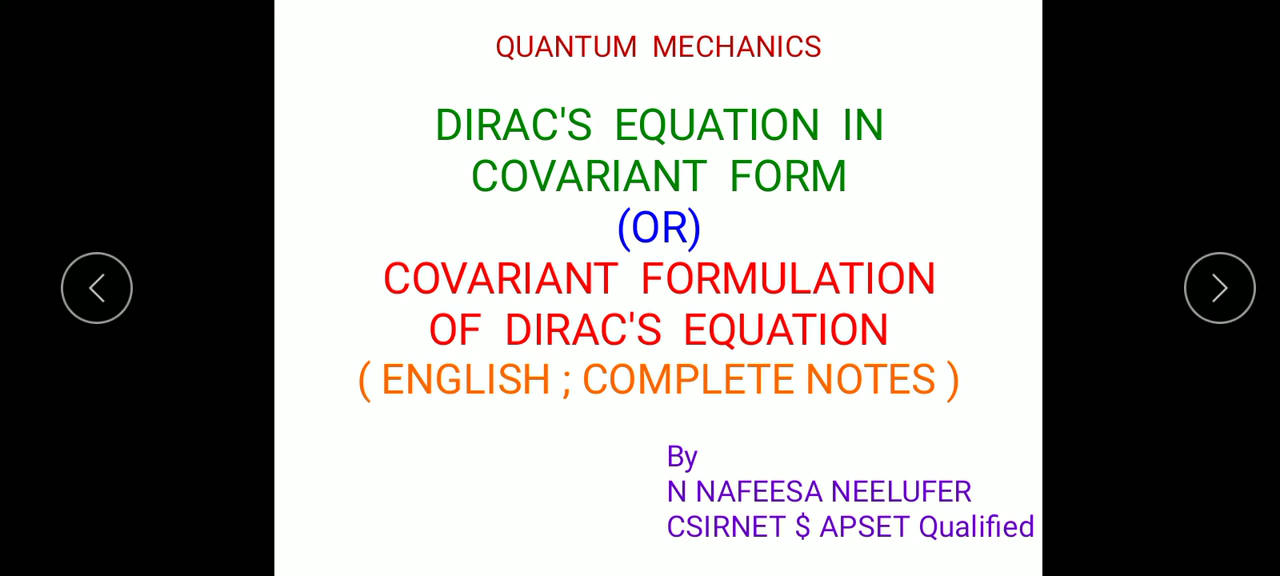 QUANTUM MECHANICS
DIRAC'S EQUATION IN
COVARIANT FORM
(OR)
COVARIANT FORMULATION
OF DIRAC'S EQUATION
( ENGLISH ; COMPLETE NOTES )
By
N NAFEESA NEELUFER
CSIRNET $ APSET Qualified